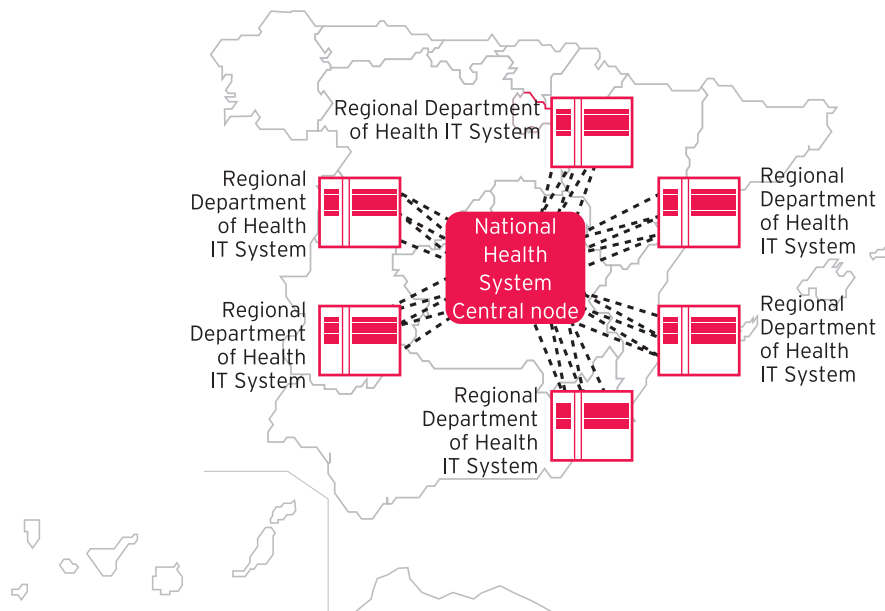 Regional Department
of Health IT System
Regional
Department
of Health
IT System
Regional
Department
of Health
IT System
National
Health
System
Central node
Regional
Department
of Health
IT System
Regional
Department
of Health
IT System
Regional
Department
of Health
IT System